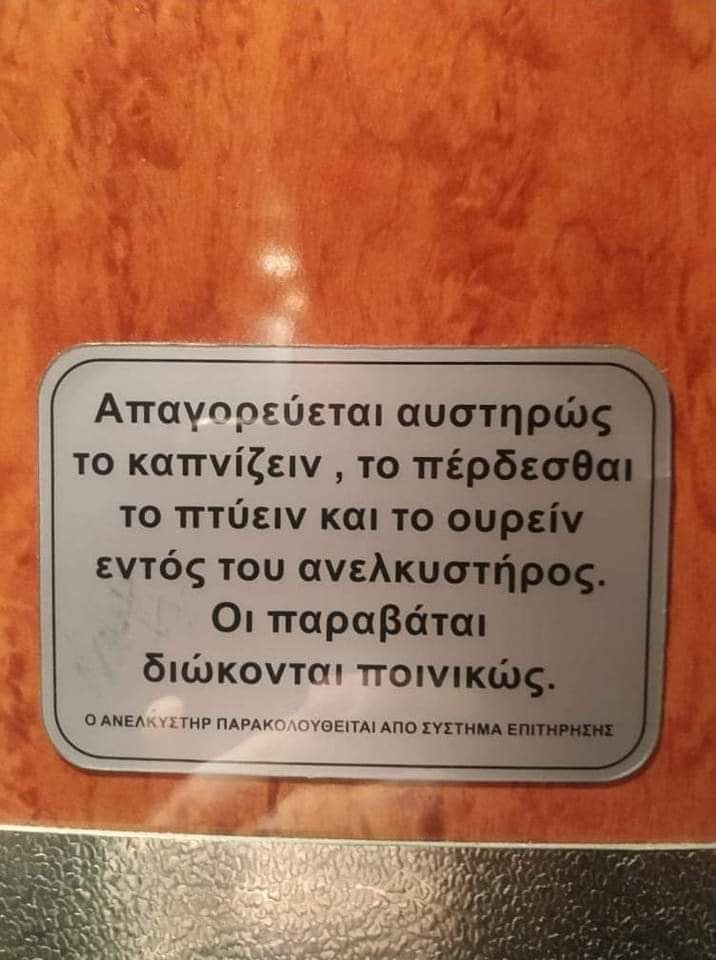 Απαγορεύεται αυστηρώς
το καπνίζειν , το πέρδεσθαι
το πτύειν και το ουρείν
εντός του ανελκυστήρος.
Οι παραβάται
διώκονται ποινικώς.
Ο ΑΝΕΛΚΥΣΤΗΡ ΠΑΡΑΚΟΛΟΥΘΕΙΤΑΙ ΑΠΟ ΣΥΣΤΗΜΑ ΕΠΙΤΗΡΗΣΗΣ